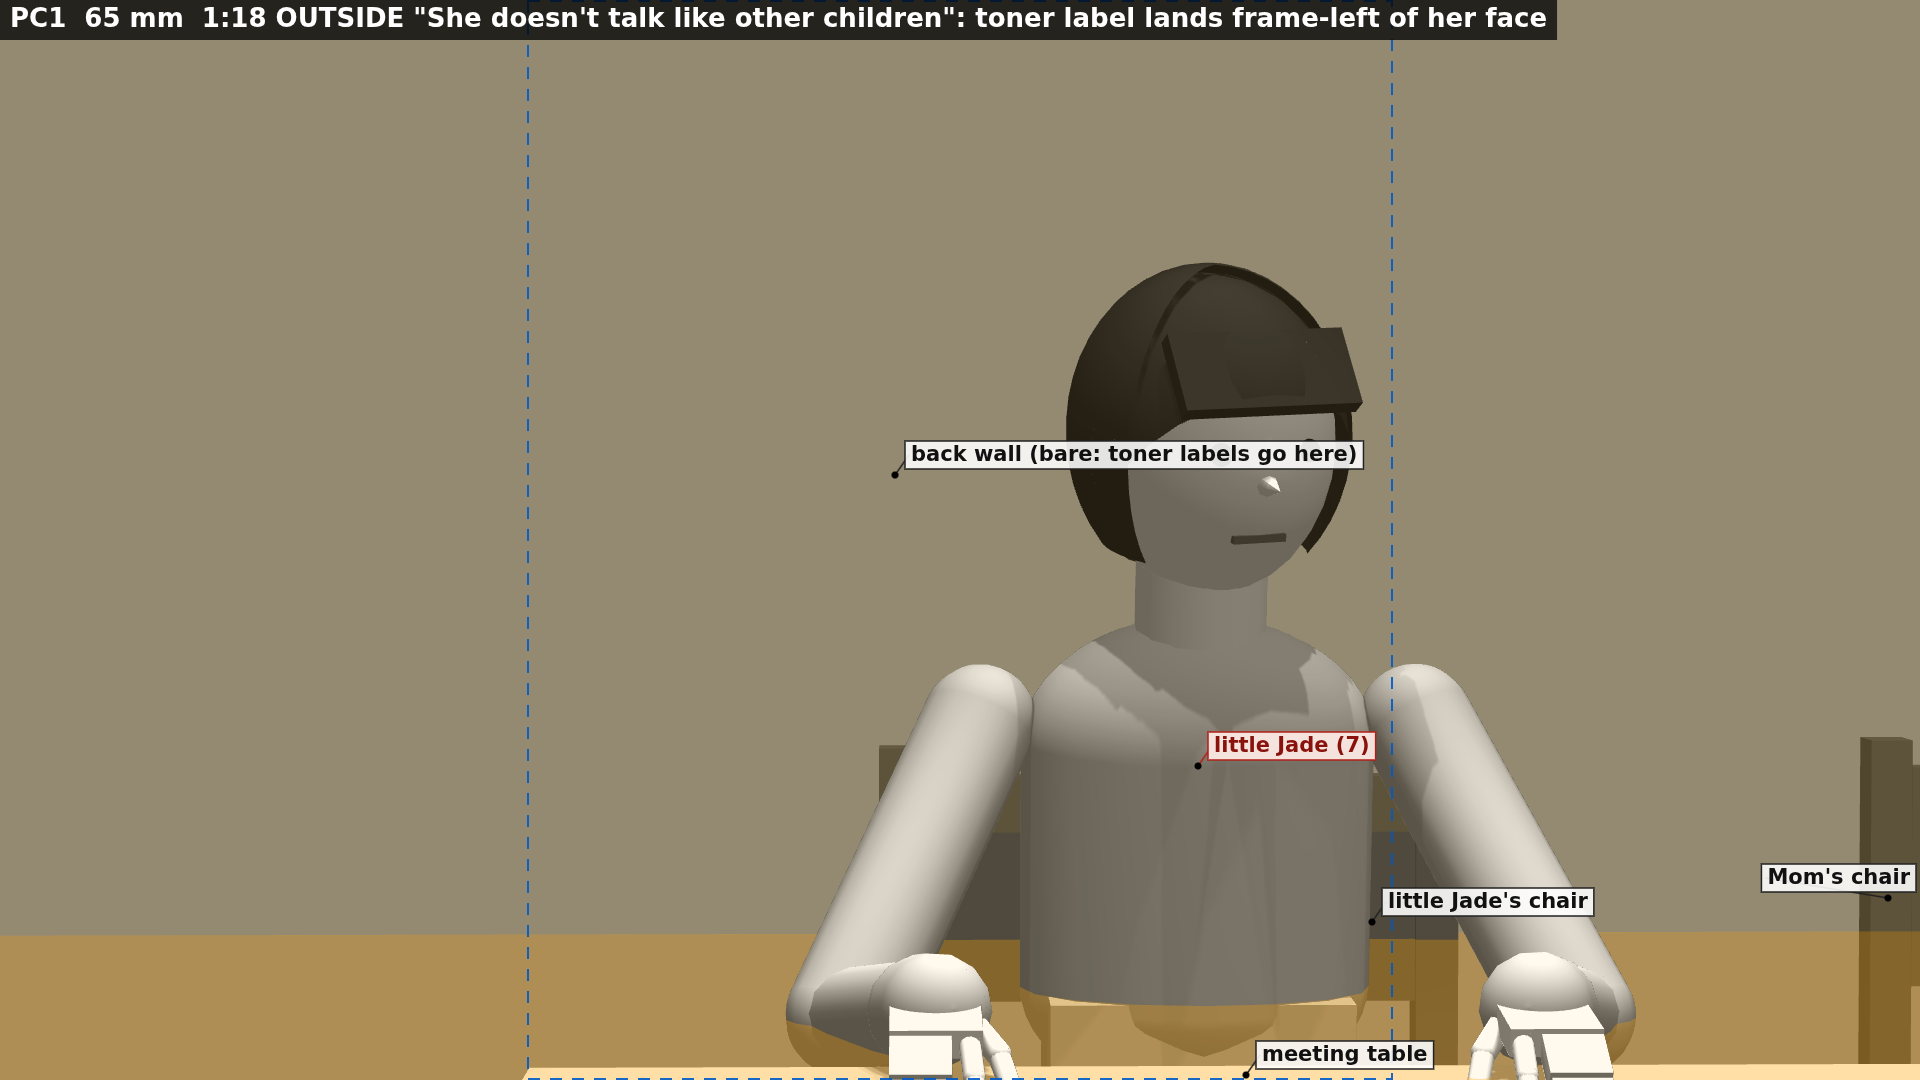 PC1  65 mm  1:18 OUTSIDE "She doesn't talk like other children": toner label lands frame-left of her face
back wall (bare: toner labels go here)
little Jade (7)
Mom's chair
little Jade's chair
meeting table